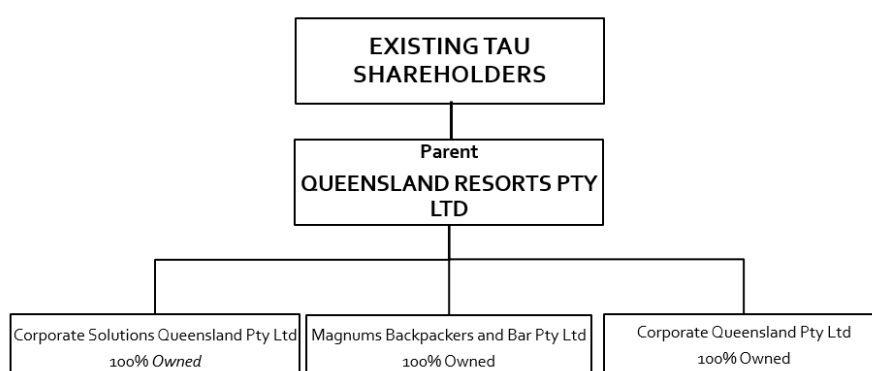 EXISTING TAU
SHAREHOLDERS
Parent
QUEENSLAND RESORTS PTY
LTD
Corporate Solutions Queensland Pty Ltd
100% Owned
Magnums Backpackers and Bar Pty Ltd
100% Owned
Corporate Queensland Pty Ltd
100% Owned